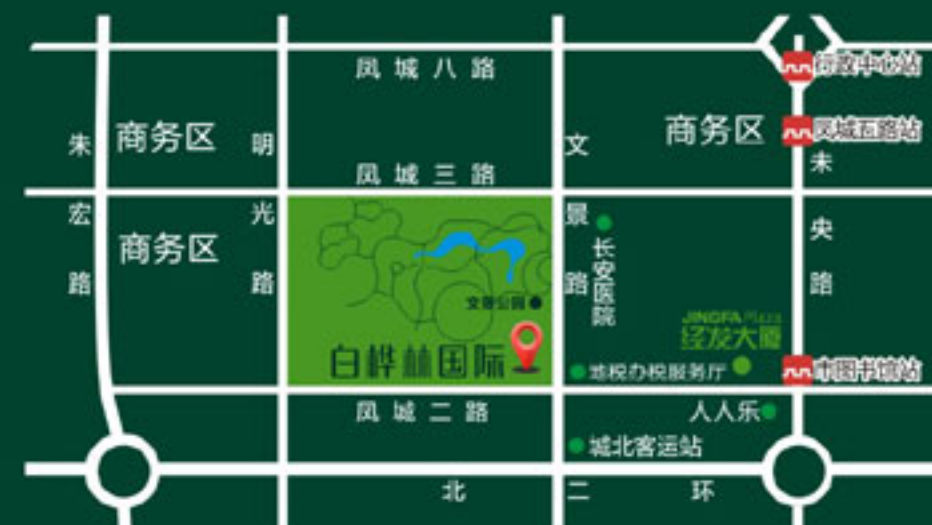 凤城八路
行政中心站
商务区
商务区
凤城五路站
朱宏路
明光路
文景路
未央路
凤城三路
商务区
长安医院
文景公园
JINGFA
经发大厦
白桦林国际
地税办税服务厅
市图书馆站
凤城二路
人人乐
城北客运站
北二环